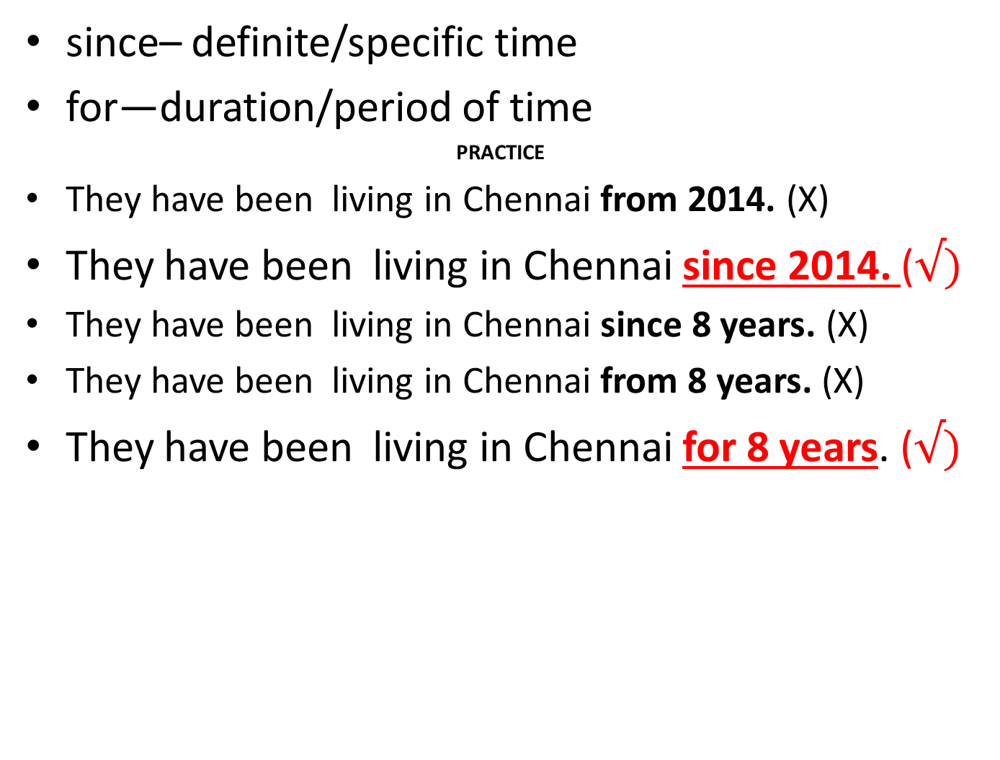 • since– definite/specific time
• for—duration/period of time
PRACTICE
• They have been  living in Chennai from 2014. (X)
• They have been  living in Chennai since 2014. (√)
• They have been  living in Chennai since 8 years. (X)
• They have been  living in Chennai from 8 years. (X)
• They have been  living in Chennai for 8 years. (√)